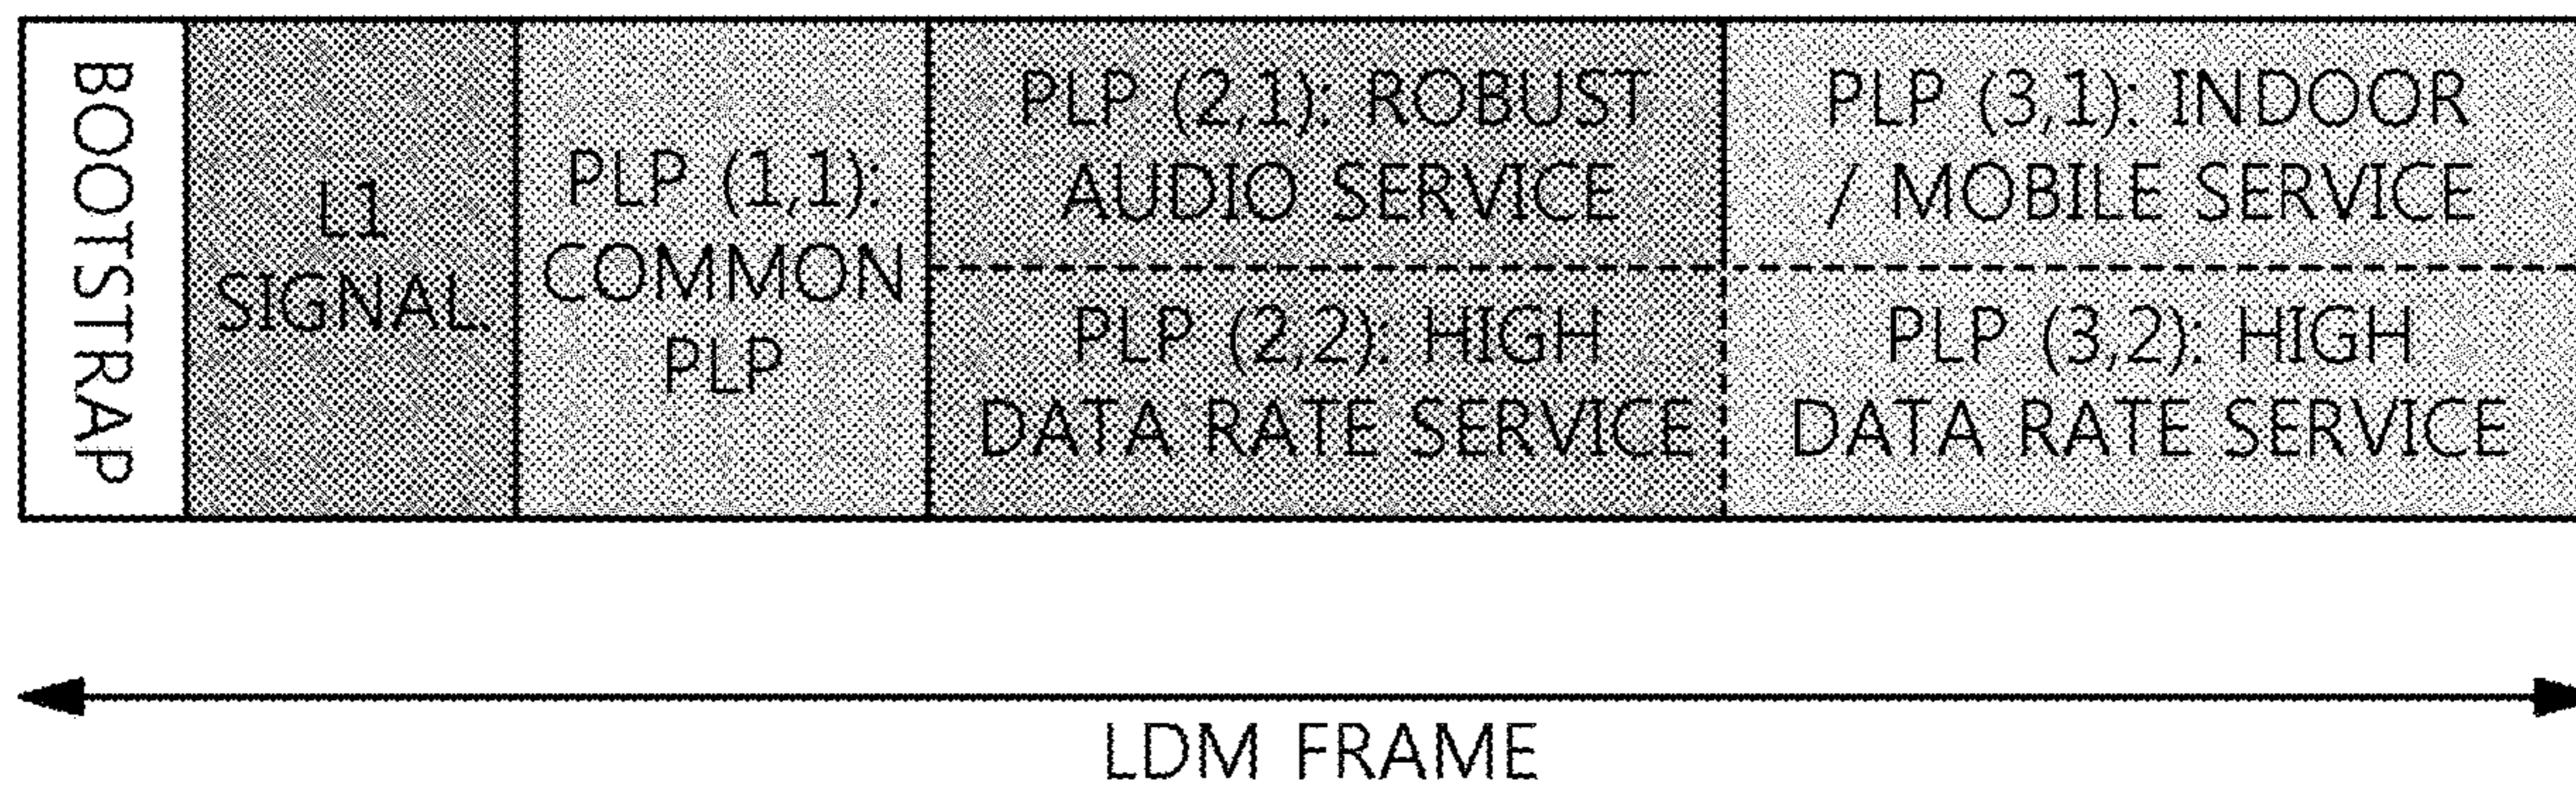 BOOTSTRAP
L1
SIGNAL.
PLP (1,1):
COMMON
PLP
PLP (2,1): ROBUST
AUDIO SERVICE
PLP (2,2): HIGH
DATA RATE SERVICE
PLP (3,1): INDOOR
/ MOBILE SERVICE
PLP (3,2): HIGH
DATA RATE SERVICE
LDM FRAME